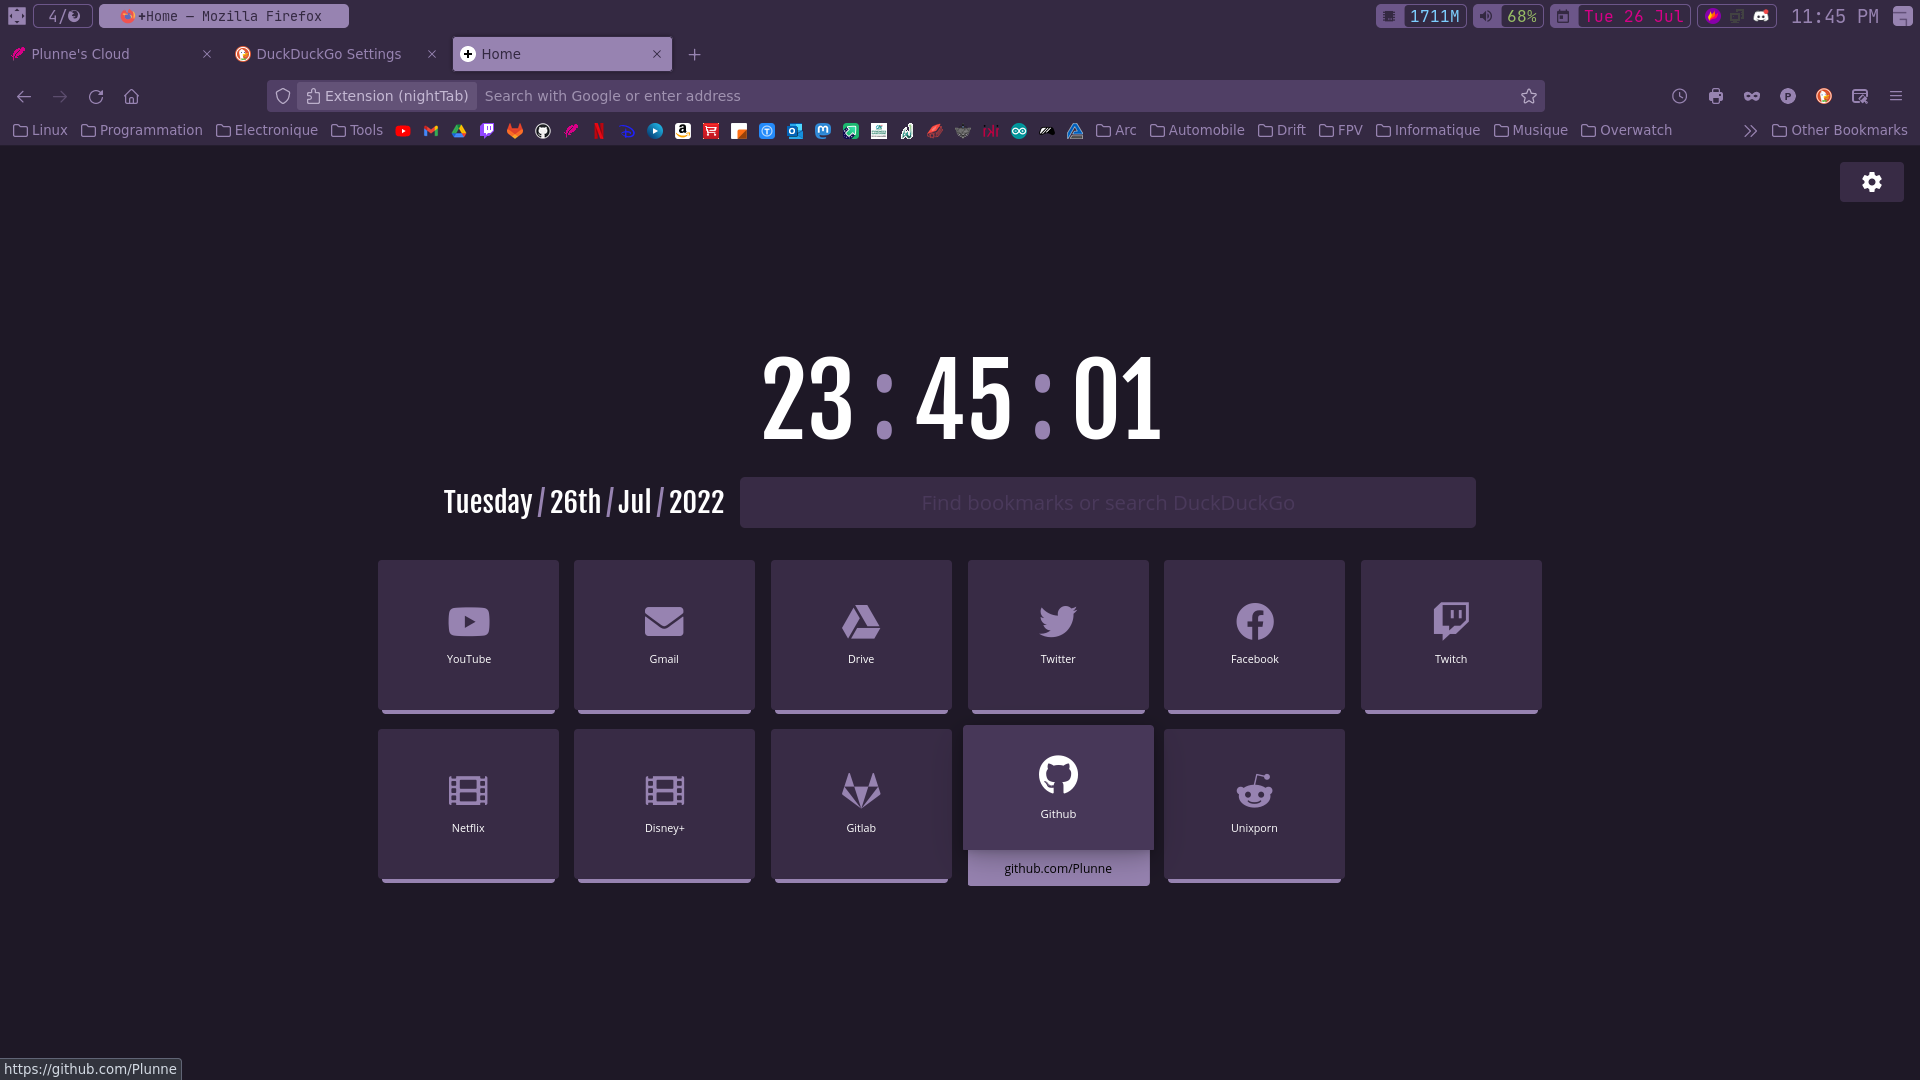 4/
+Home — Mozilla Firefox
1711M
68%
Tue 26 Jul
11:45 PM
Plunne's Cloud
DuckDuckGo Settings
Home
Extension (nightTab)
Search with Google or enter address
Linux
Programmation
Electronique
Tools
Arc
Automobile
Drift
FPV
Informatique
Musique
Overwatch
Other Bookmarks
23:45:01
Tuesday/26th/Jul/2022
Find bookmarks or search DuckDuckGo
YouTube
Gmail
Drive
Twitter
Facebook
Twitch
Netflix
Disney+
Gitlab
Github
Unixporn
github.com/Plunne
https://github.com/Plunne